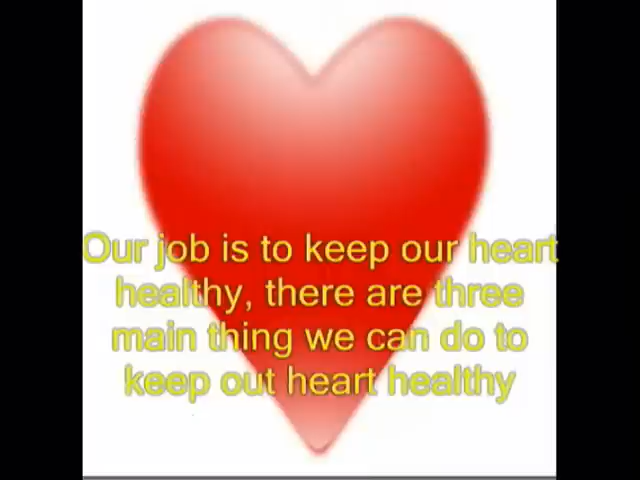 Our job is to keep our heart
healthy, there are three
main thing we can do to
keep out heart healthy